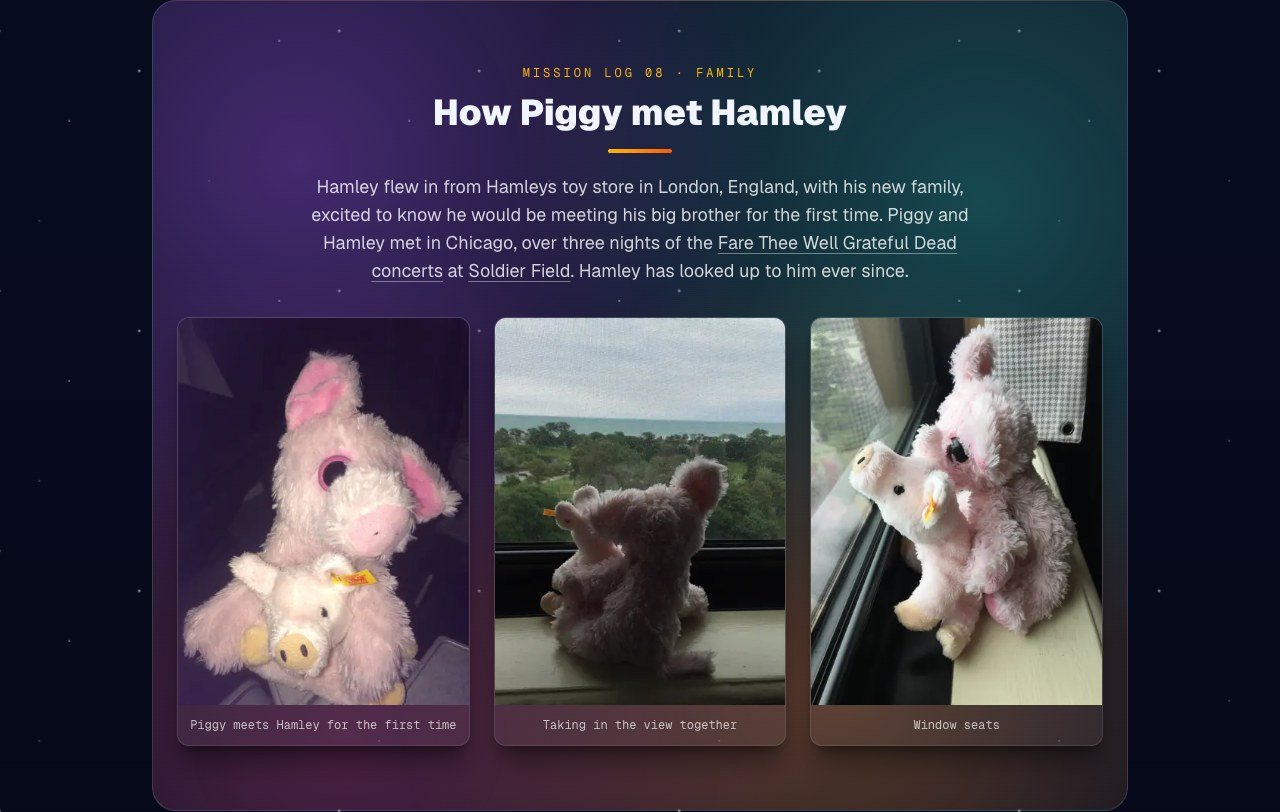 MISSION LOG 08 · FAMILY
How Piggy met Hamley
Hamley flew in from Hamleys toy store in London, England, with his new family,
excited to know he would be meeting his big brother for the first time. Piggy and
Hamley met in Chicago, over three nights of the Fare Thee Well Grateful Dead
concerts at Soldier Field. Hamley has looked up to him ever since.
Piggy meets Hamley for the first time
Taking in the view together
Window seats